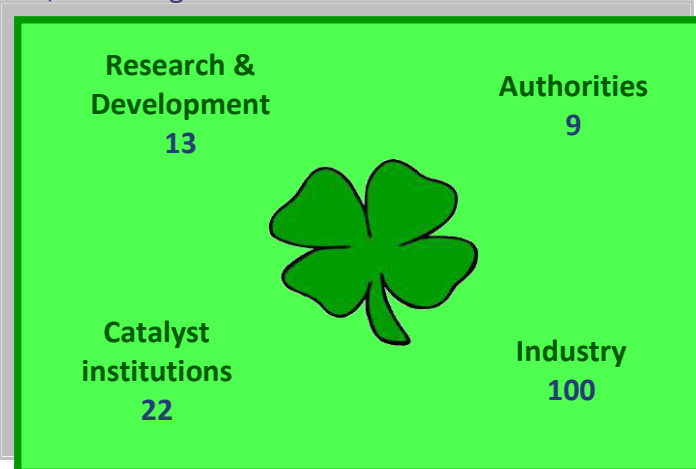 Research &
Development
13
Authorities
9
Catalyst
institutions
22
Industry
100